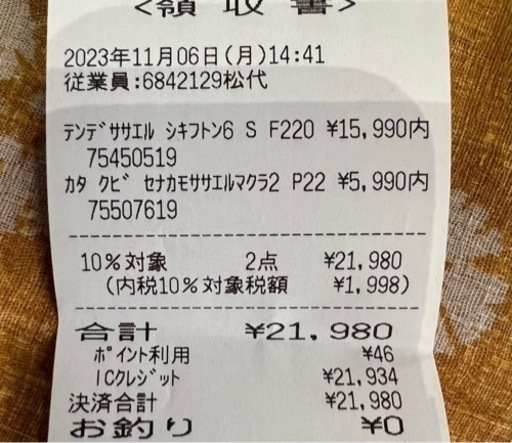 <領収書>
2023年11月06日(月)14:41
従業員:6842129松代
ﾃﾝﾃﾞｻｻｴﾙ ｼｷﾌﾄﾝ6 S F220 ¥15,990内
75450519
ｶﾀ ｸﾋﾞ ｾﾅｶﾓｻｻｴﾙﾏｸﾗ2 P22 ¥5,990内
75507619
10%対象 2点 ¥21,980
(内税10%対象税額 ¥1,998)
合計 ¥21,980
ﾎﾟｲﾝﾄ利用 ¥46
ICｸﾚｼﾞｯﾄ ¥21,934
決済合計 ¥21,980
お釣り ¥0